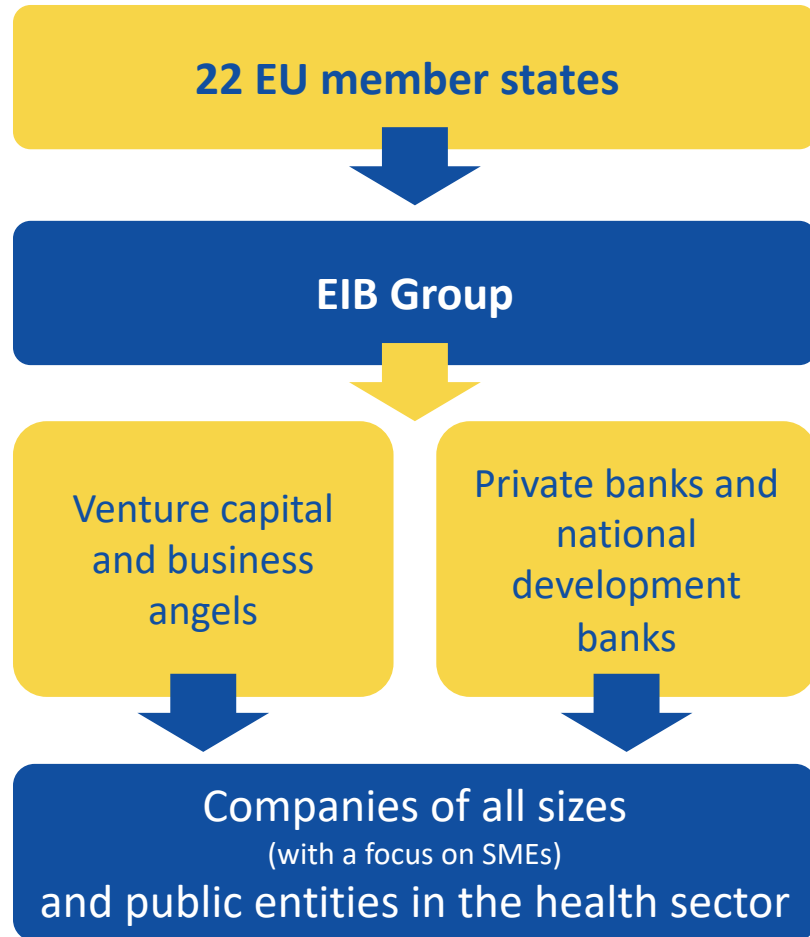 22 EU member states
EIB Group
Venture capital
and business
angels
Private banks and
national
development
banks
Companies of all sizes
(with a focus on SMEs)
and public entities in the health sector